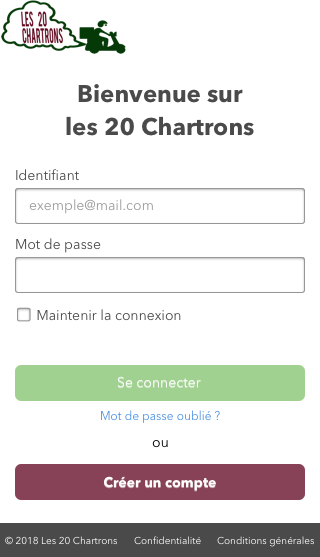 LES 20
CHARTRONS
Bienvenue sur
les 20 Chartrons
Identifiant
exemple@mail.com
Mot de passe
Maintenir la connexion
Se connecter
Mot de passe oublié ?
ou
Créer un compte
© 2018 Les 20 Chartrons Confidentialité Conditions générales